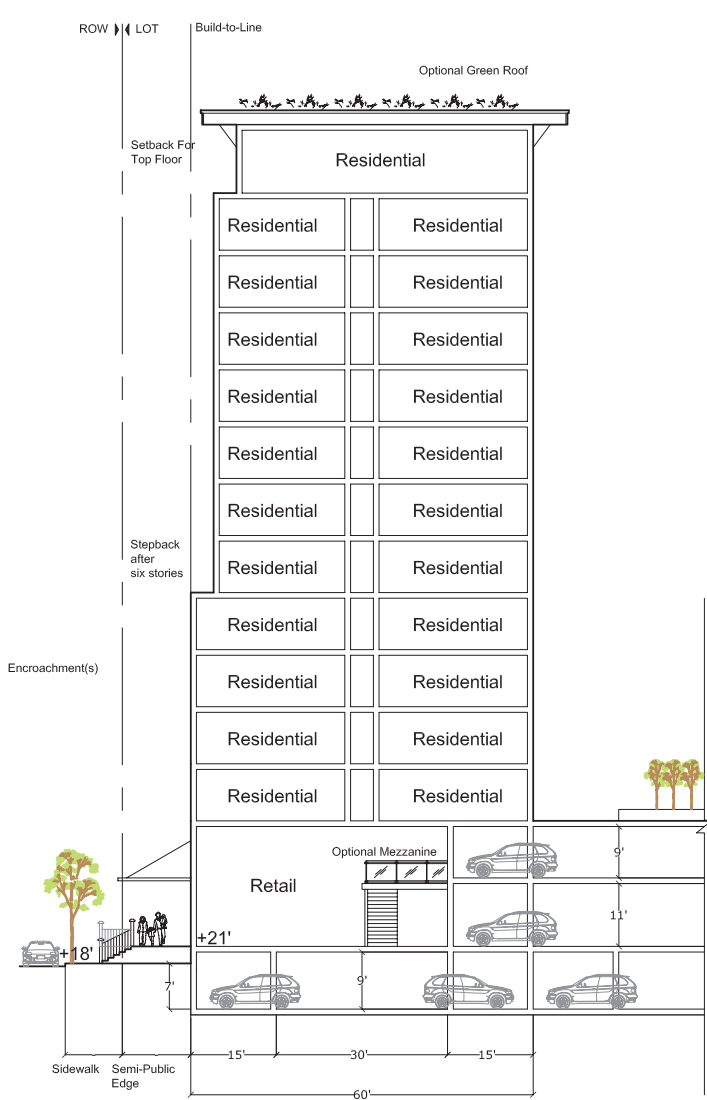 ROW LOT Build-to-Line
Optional Green Roof
Setback For
Top Floor
Residential
Residential Residential
Residential Residential
Residential Residential
Residential Residential
Residential Residential
Residential Residential
Stepback
after
six stories
Residential Residential
Residential Residential
Encroachment(s)
Residential Residential
Residential Residential
Residential Residential
Optional Mezzanine
9'
Retail
11'
+21'
+18'
9'
7'
15' 30' 15'
Sidewalk Semi-Public
Edge
60'